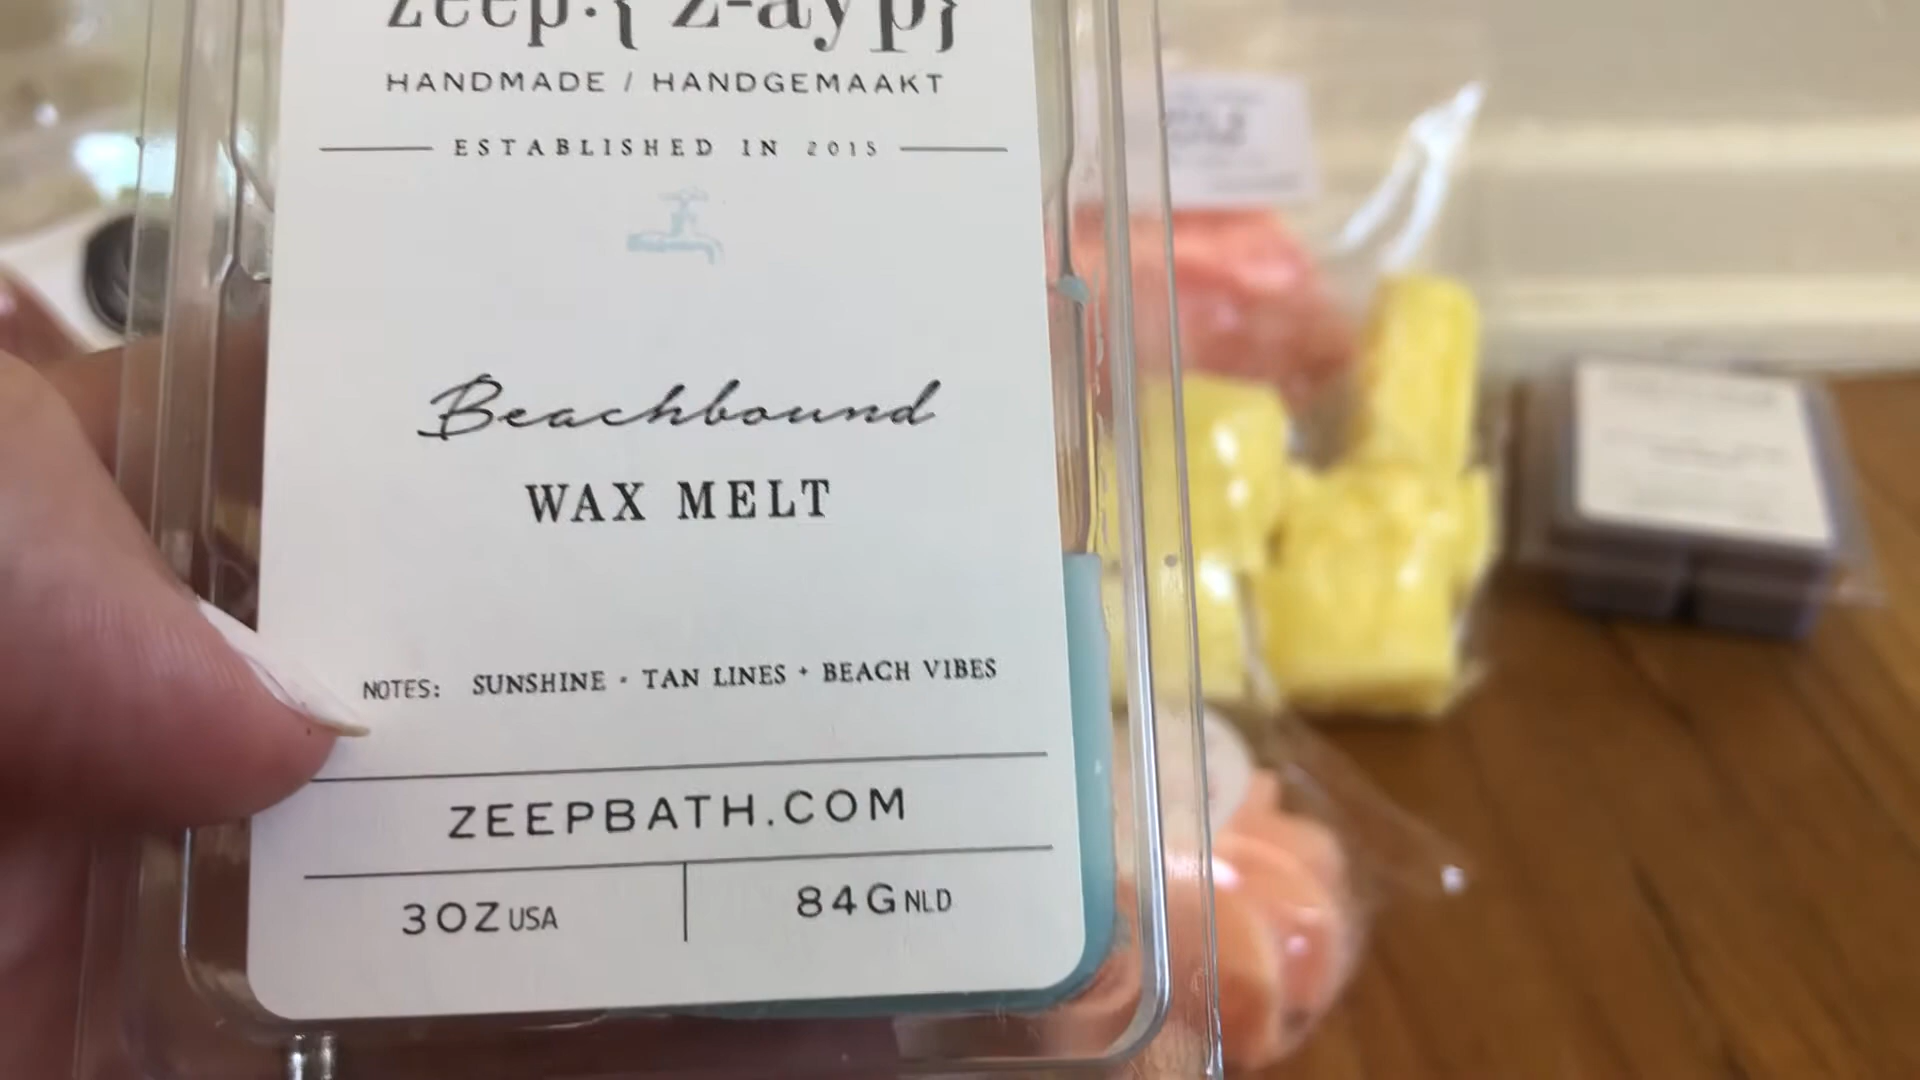 zeep.{ z-ayp}
HANDMADE / HANDGEMAAKT
ESTABLISHED IN 2015
Beachbound
WAX MELT
NOTES: SUNSHINE · TAN LINES + BEACH VIBES
ZEEPBATH.COM
3OZ USA
84G NLD